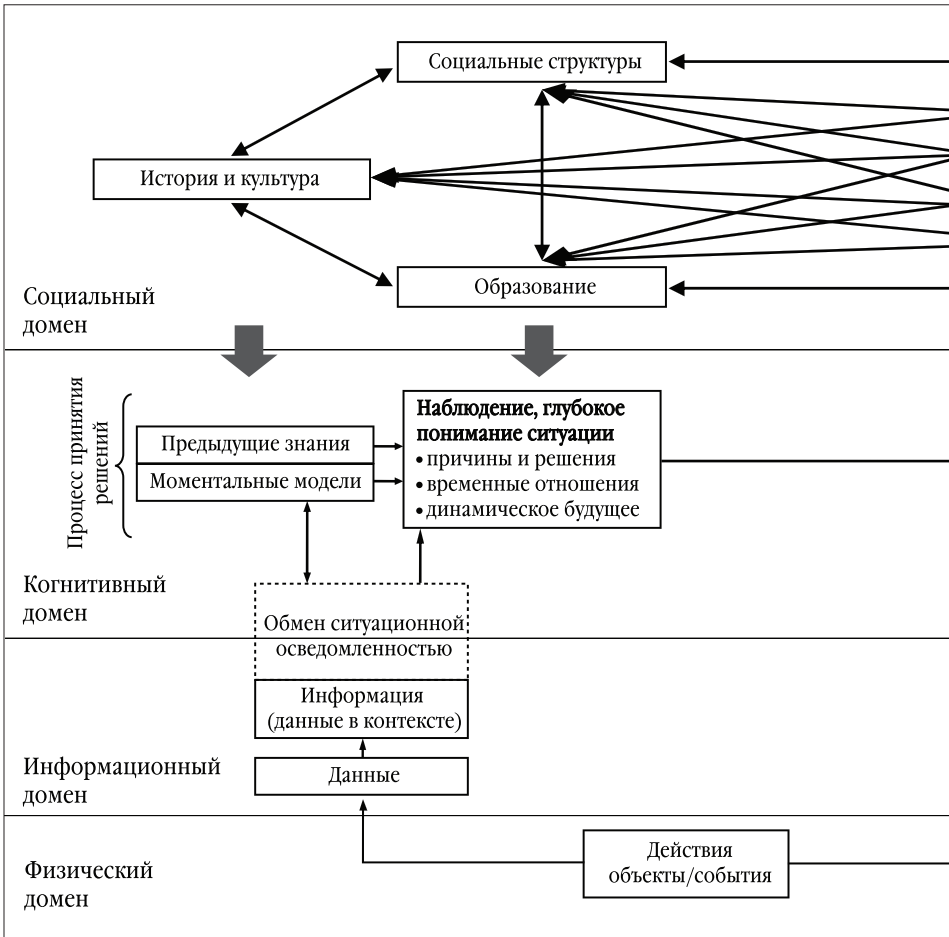 Социальные структуры
История и культура
Образование
Социальный
домен
Процесс принятия
решений
Предыдущие знания
Моментальные модели
Наблюдение, глубокое
понимание ситуации
• причины и решения
• временные отношения
• динамическое будущее
Когнитивный
домен
Обмен ситуационной
осведомленностью
Информация
(данные в контексте)
Данные
Информационный
домен
Действия
объекты/события
Физический
домен